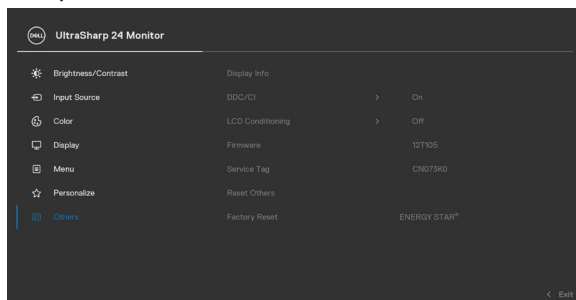 DELL UltraSharp 24 Monitor
Brightness/Contrast Display Info
Input Source DDC/CI > On
Color LCD Conditioning > Off
Display Firmware 12T105
Menu Service Tag CN073K0
Personalize Reset Others
Others Factory Reset ENERGY STAR®
< Exit